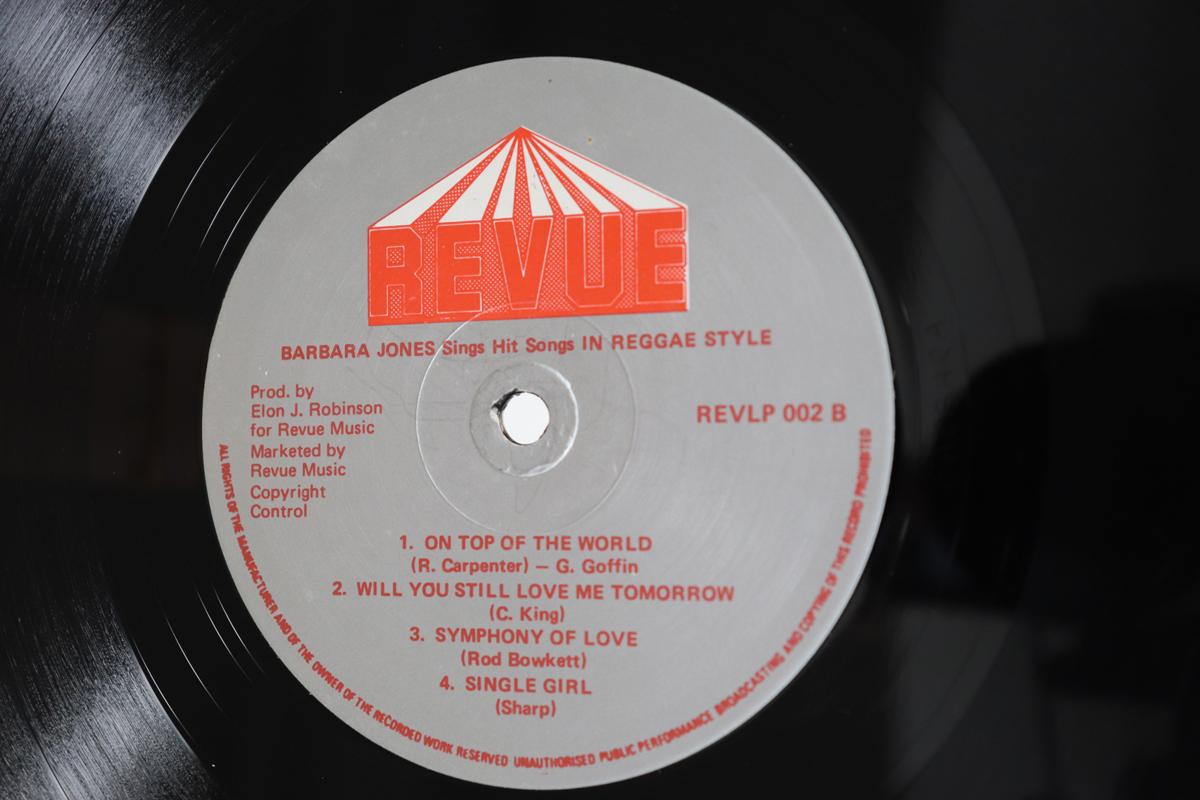 REVUE
BARBARA JONES Sings Hit Songs IN REGGAE STYLE
Prod. by
Elon J. Robinson
for Revue Music
Marketed by
Revue Music
Copyright
Control
REVLP 002 B
1. ON TOP OF THE WORLD
(R. Carpenter) – G. Goffin
2. WILL YOU STILL LOVE ME TOMORROW
(C. King)
3. SYMPHONY OF LOVE
(Rod Bowkett)
4. SINGLE GIRL
(Sharp)
ALL RIGHTS OF THE MANUFACTURER AND OF THE OWNER OF THE RECORDED WORK RESERVED UNAUTHORISED PUBLIC PERFORMANCE BROADCASTING AND COPYING OF THIS RECORD PROHIBITED